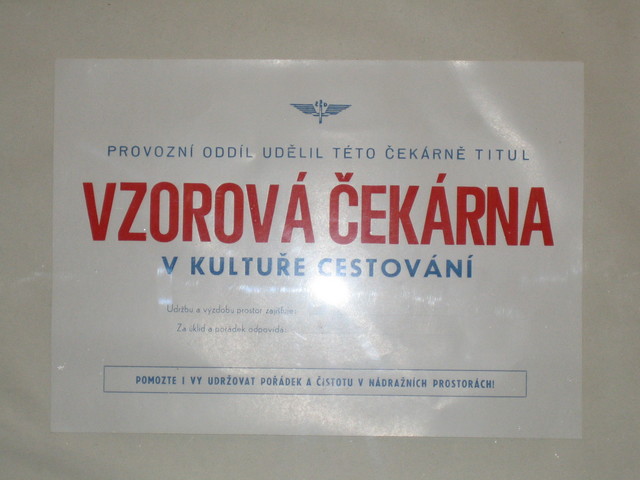 PROVOZNÍ ODDÍL UDĚLIL TÉTO ČEKÁRNĚ TITUL
VZOROVÁ ČEKÁRNA
V KULTUŘE CESTOVÁNÍ
Údržbu a výzdobu prostor zajišťuje:
Za úklid a pořádek odpovídá:
POMOZTE I VY UDRŽOVAT POŘÁDEK A ČISTOTU V NÁDRAŽNÍCH PROSTORÁCH!